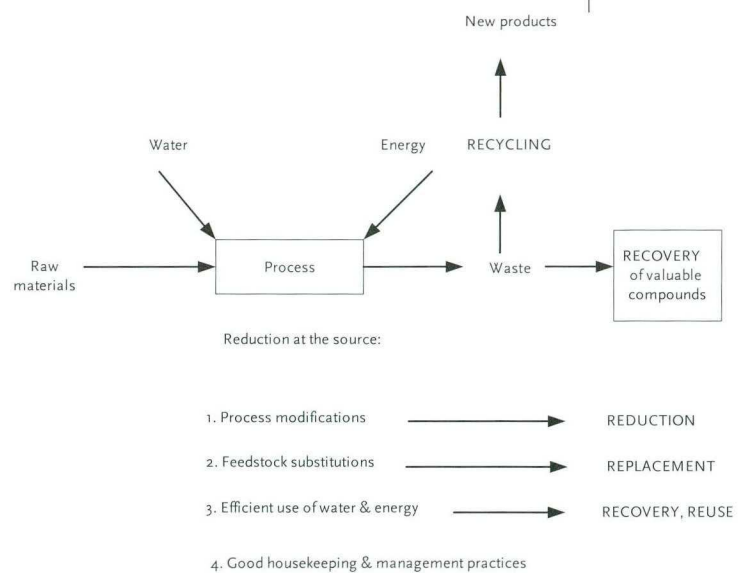 New products
Water
Energy
RECYCLING
Raw
materials
Process
Waste
RECOVERY
of valuable
compounds
Reduction at the source:
1. Process modifications
REDUCTION
2. Feedstock substitutions
REPLACEMENT
3. Efficient use of water & energy
RECOVERY, REUSE
4. Good housekeeping & management practices